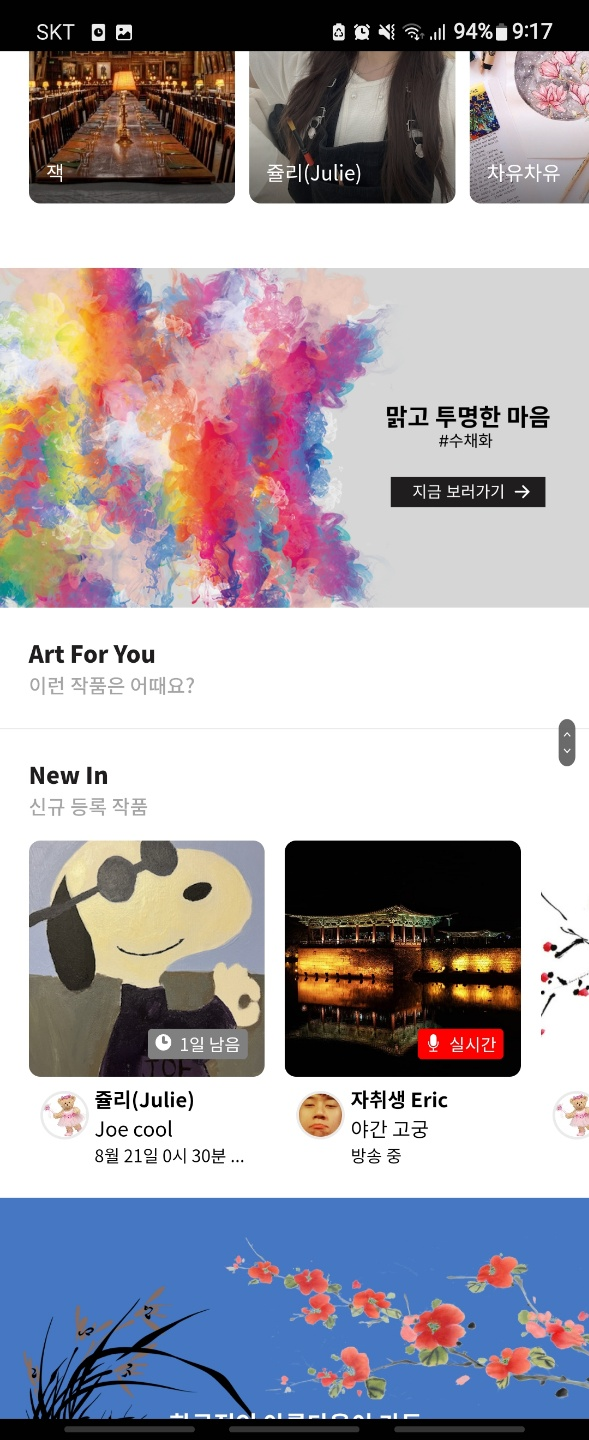 SKT 94% 9:17
잭
쥴리(Julie)
차유차유
맑고 투명한 마음
#수채화
지금 보러가기 →
Art For You
이런 작품은 어때요?
New In
신규 등록 작품
1일 남음
실시간
쥴리(Julie)
Joe cool
8월 21일 0시 30분 ...
자취생 Eric
야간 고궁
방송 중